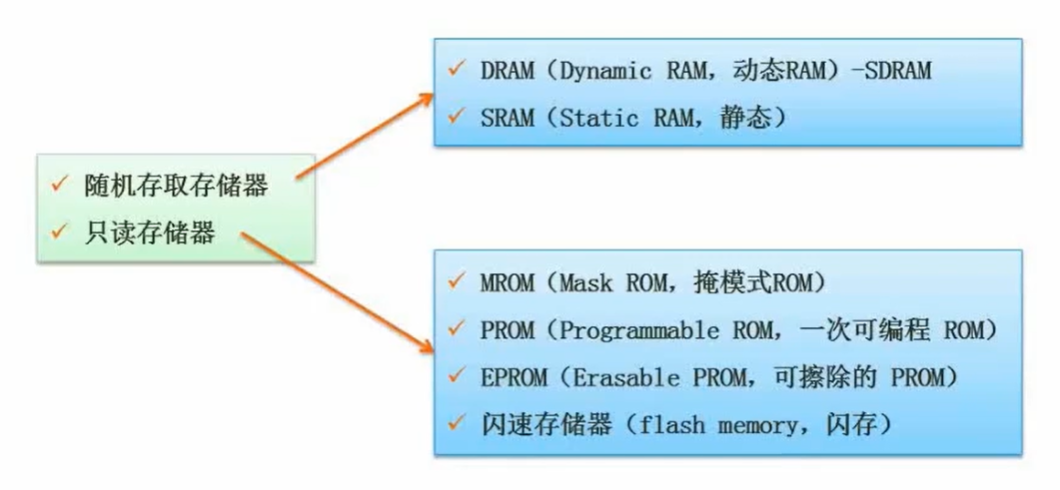 随机存取存储器
只读存储器
DRAM（Dynamic RAM，动态RAM）-SDRAM
SRAM（Static RAM，静态）
MROM（Mask ROM，掩模式ROM）
PROM（Programmable ROM，一次可编程 ROM）
EPROM（Erasable PROM，可擦除的 PROM）
闪速存储器（flash memory，闪存）